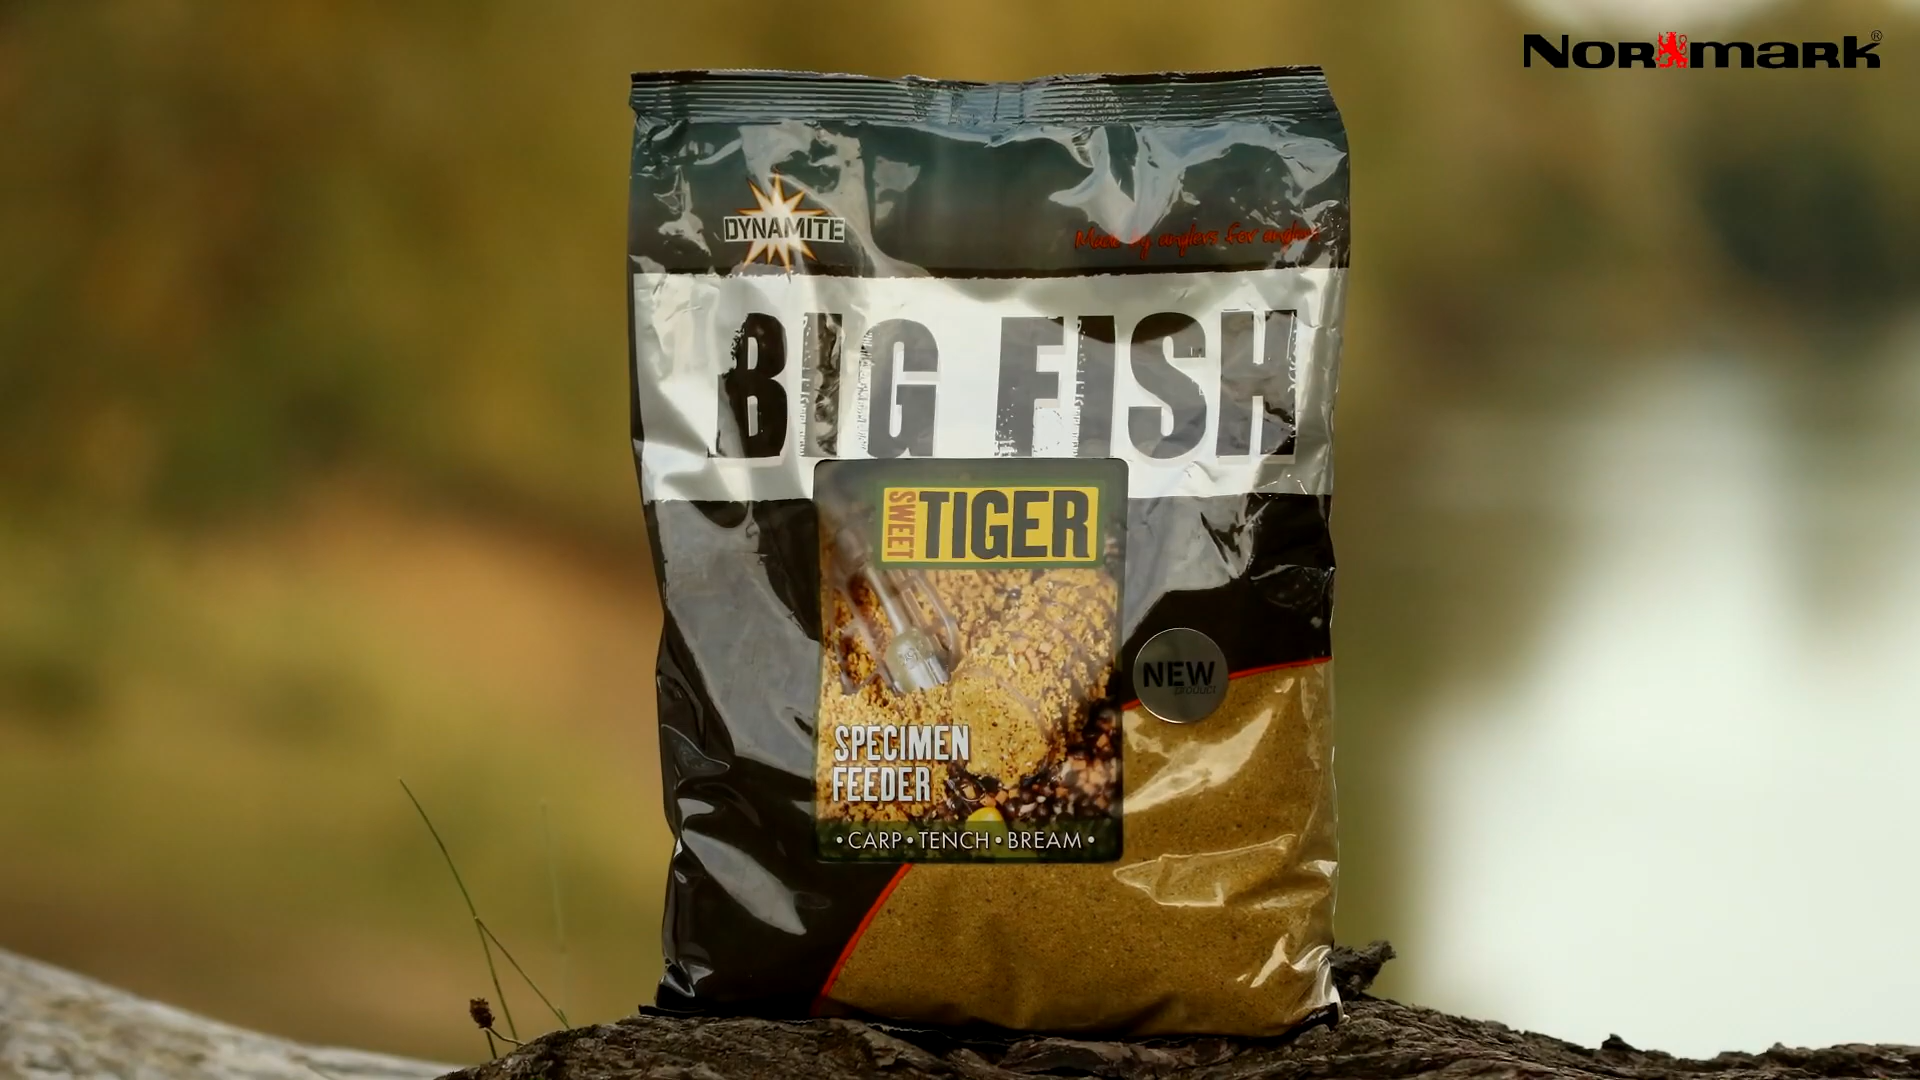 Normark®
DYNAMITE
Made by anglers for anglers
BIG FISH
SWEET
TIGER
NEW
product
SPECIMEN
FEEDER
• CARP • TENCH • BREAM •